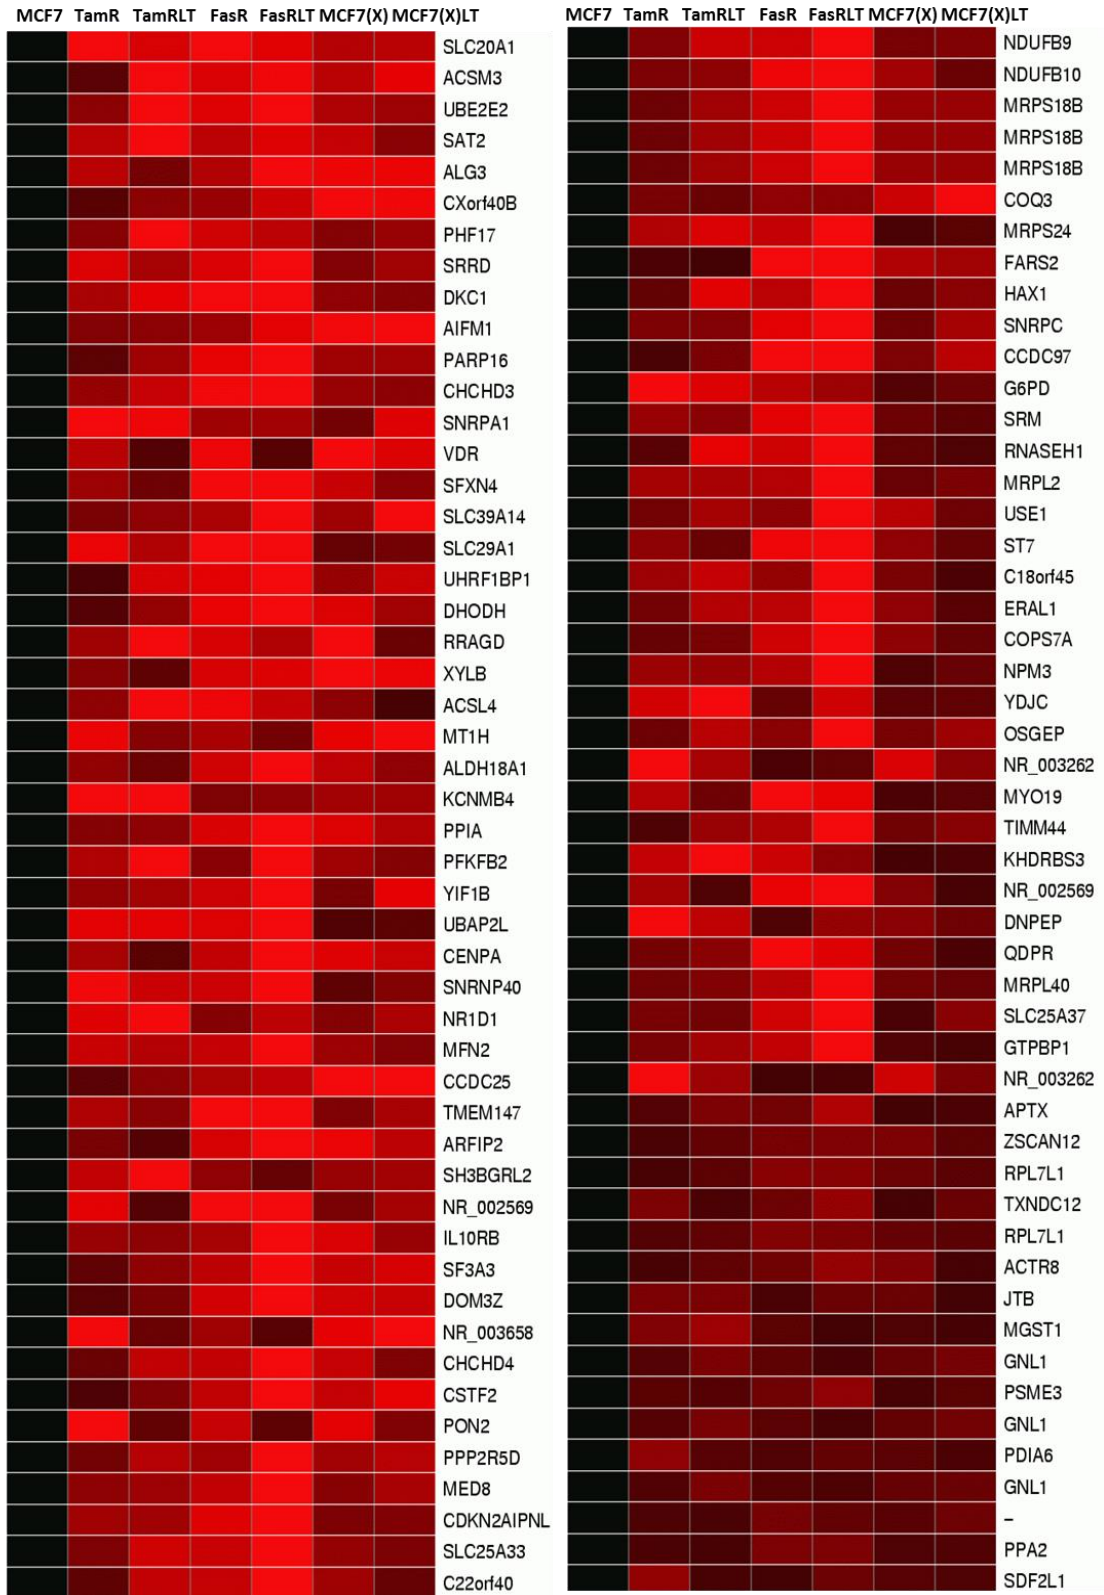 MCF7 TamR TamRLT FasR FasRLT MCF7(X) MCF7(X)LT
SLC20A1
ACSM3
UBE2E2
SAT2
ALG3
CXorf40B
PHF17
SRRD
DKC1
AIFM1
PARP16
CHCHD3
SNRPA1
VDR
SFXN4
SLC39A14
SLC29A1
UHRF1BP1
DHODH
RRAGD
XYLB
ACSL4
MT1H
ALDH18A1
KCNMB4
PPIA
PFKFB2
YIF1B
UBAP2L
CENPA
SNRNP40
NR1D1
MFN2
CCDC25
TMEM147
ARFIP2
SH3BGRL2
NR_002569
IL10RB
SF3A3
DOM3Z
NR_003658
CHCHD4
CSTF2
PON2
PPP2R5D
MED8
CDKN2AIPNL
SLC25A33
C22orf40
MCF7 TamR TamRLT FasR FasRLT MCF7(X) MCF7(X)LT
NDUFB9
NDUFB10
MRPS18B
MRPS18B
MRPS18B
COQ3
MRPS24
FARS2
HAX1
SNRPC
CCDC97
G6PD
SRM
RNASEH1
MRPL2
USE1
ST7
C18orf45
ERAL1
COPS7A
NPM3
YDJC
OSGEP
NR_003262
MYO19
TIMM44
KHDRBS3
NR_002569
DNPEP
QDPR
MRPL40
SLC25A37
GTPBP1
NR_003262
APTX
ZSCAN12
RPL7L1
TXNDC12
RPL7L1
ACTR8
JTB
MGST1
GNL1
PSME3
GNL1
PDIA6
GNL1
–
PPA2
SDF2L1